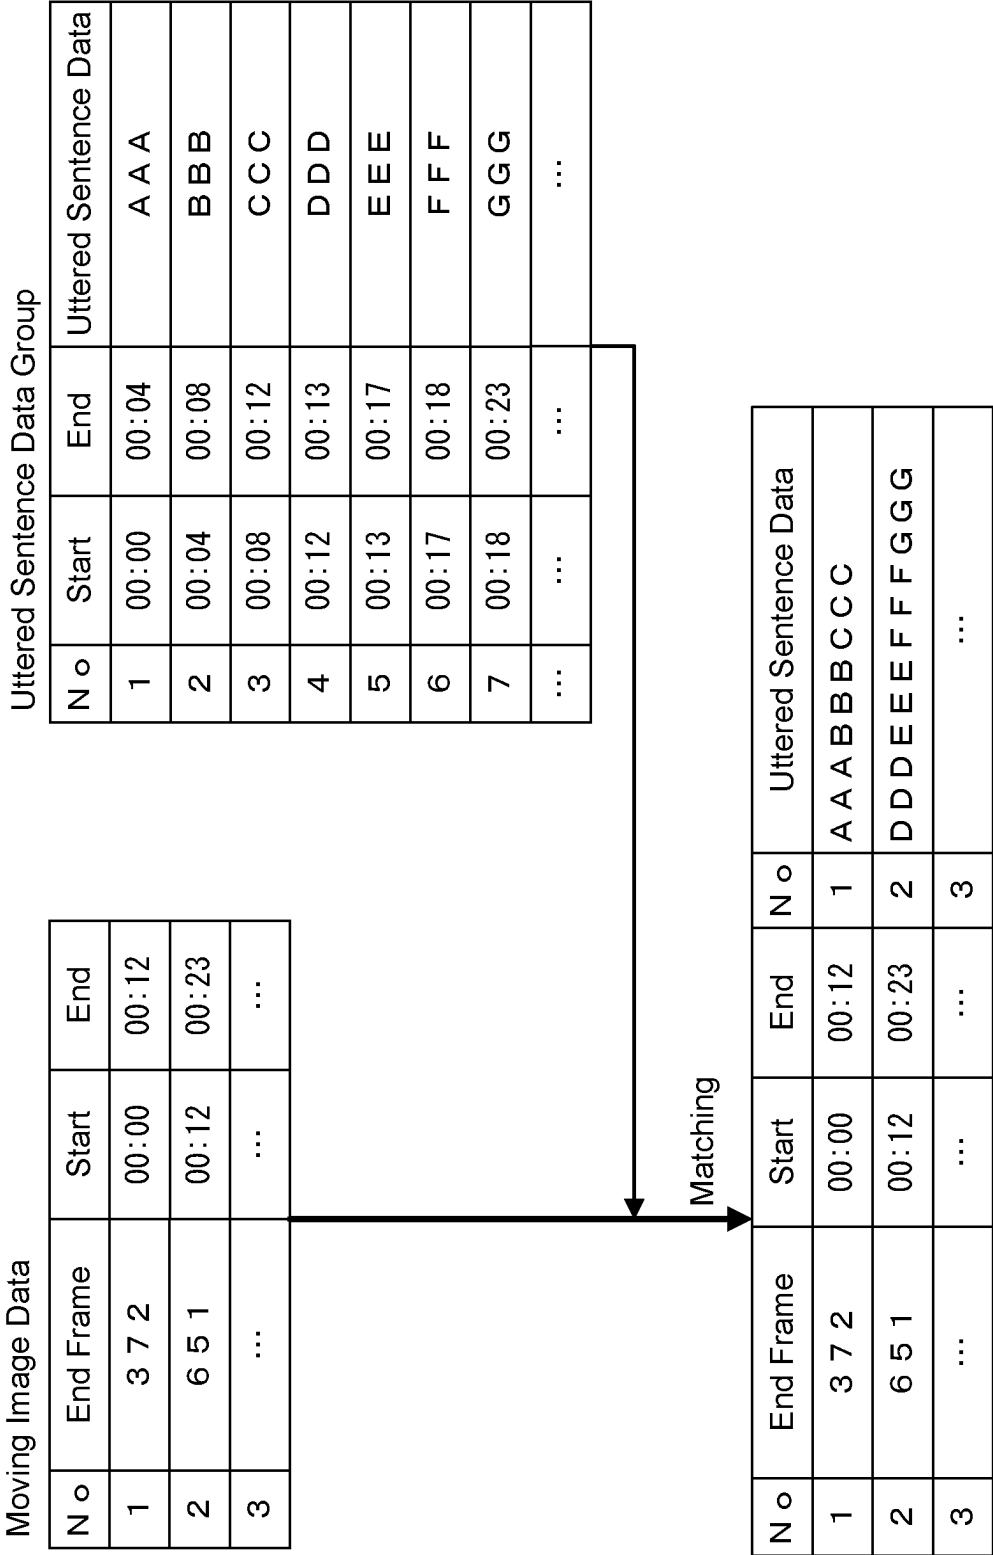 Moving Image Data
No End Frame Start End
1 372 00:00 00:12
2 651 00:12 00:23
3 ... ... ...
Uttered Sentence Data Group
No Start End Uttered Sentence Data
1 00:00 00:04 AAA
2 00:04 00:08 BBB
3 00:08 00:12 CCC
4 00:12 00:13 DDD
5 00:13 00:17 EEE
6 00:17 00:18 FFF
7 00:18 00:23 GGG
... ... ... ...
Matching
No End Frame Start End No Uttered Sentence Data
1 372 00:00 00:12 1 AAABBBCCC
2 651 00:12 00:23 2 DDDEEEFFFGGG
3 ... ... ... 3 ...